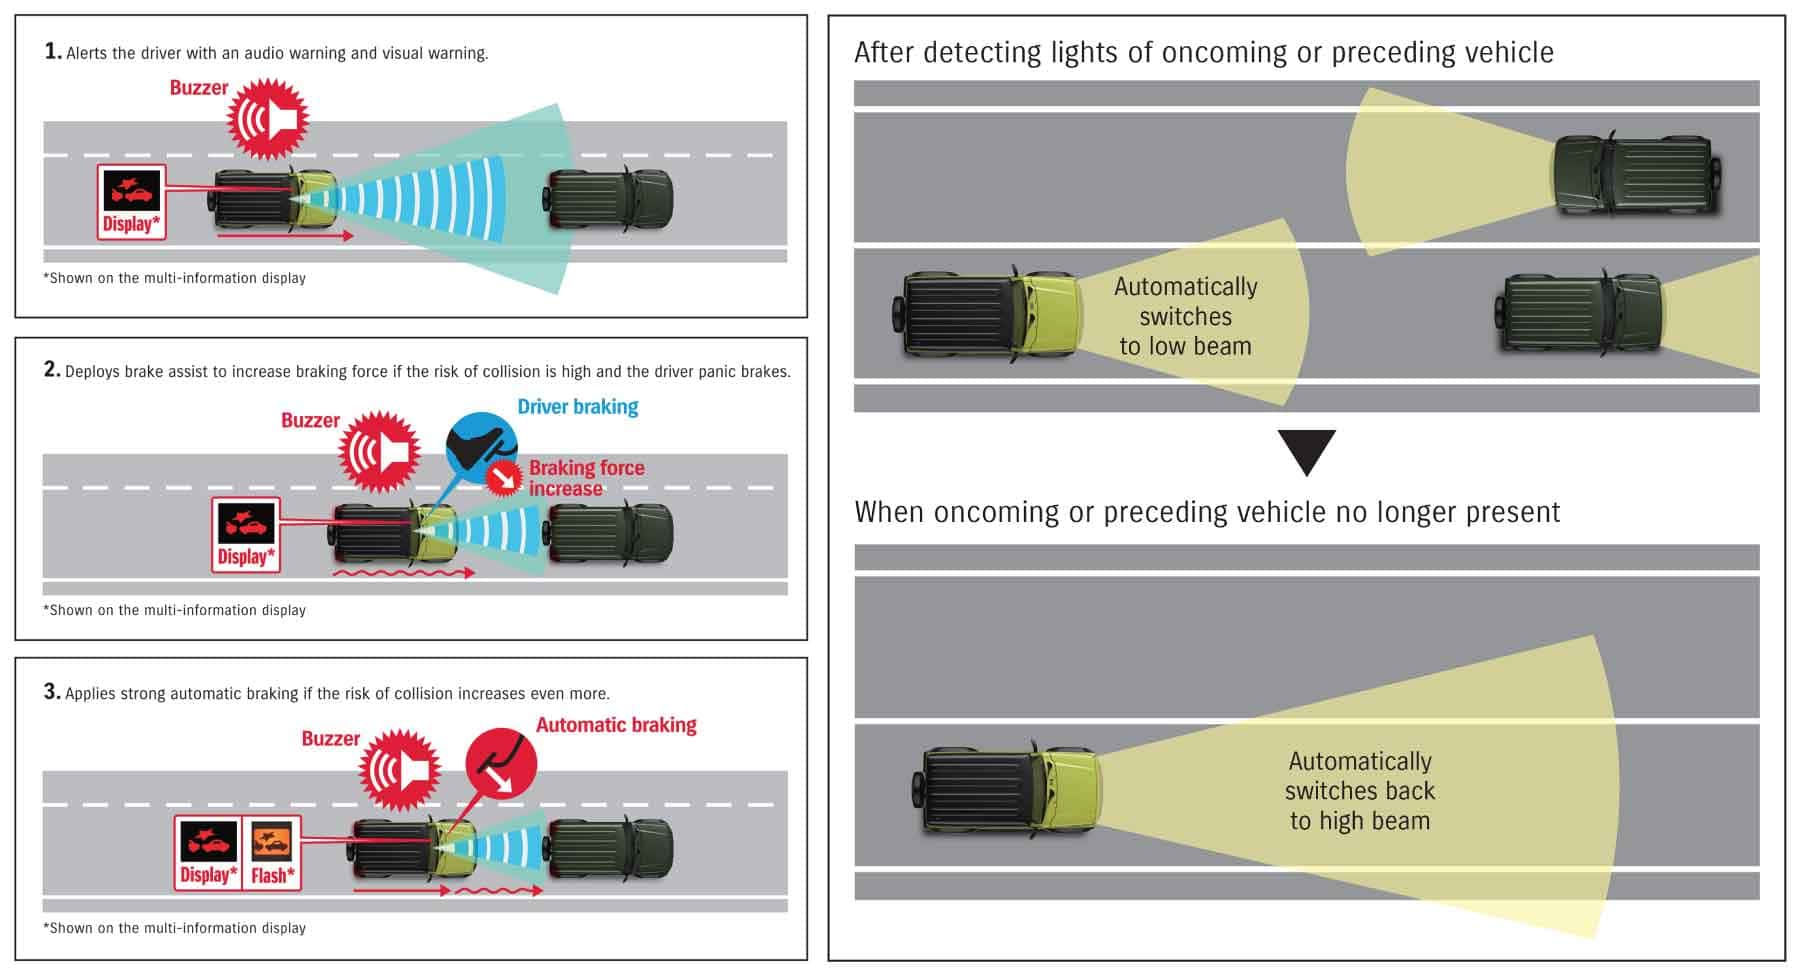 1. Alerts the driver with an audio warning and visual warning.
Buzzer
Display*
*Shown on the multi-information display
2. Deploys brake assist to increase braking force if the risk of collision is high and the driver panic brakes.
Driver braking
Buzzer
Braking force
increase
Display*
*Shown on the multi-information display
3. Applies strong automatic braking if the risk of collision increases even more.
Automatic braking
Buzzer
Display* Flash*
*Shown on the multi-information display
After detecting lights of oncoming or preceding vehicle
Automatically
switches
to low beam
When oncoming or preceding vehicle no longer present
Automatically
switches back
to high beam